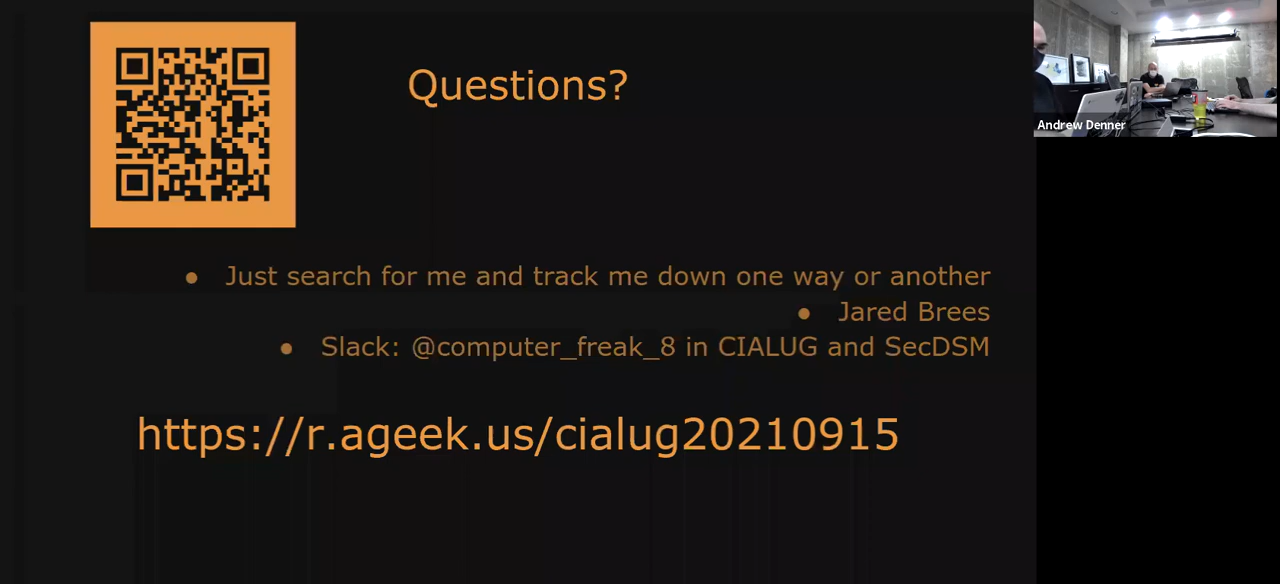 Questions?
Andrew Denner
● Just search for me and track me down one way or another
● Jared Brees
● Slack: @computer_freak_8 in CIALUG and SecDSM
https://r.ageek.us/cialug20210915